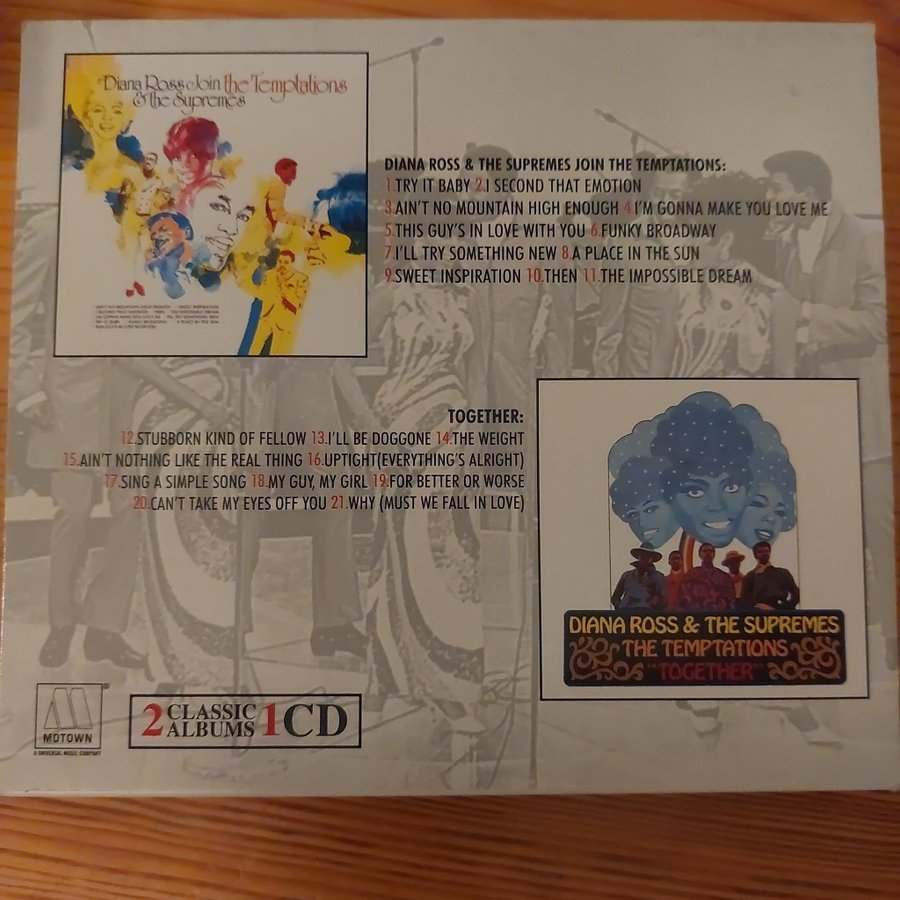 Diana Ross Join the Temptations
& the Supremes
DIANA ROSS & THE SUPREMES JOIN THE TEMPTATIONS:
1.TRY IT BABY 2.I SECOND THAT EMOTION
3.AIN'T NO MOUNTAIN HIGH ENOUGH 4.I'M GONNA MAKE YOU LOVE ME
5.THIS GUY'S IN LOVE WITH YOU 6.FUNKY BROADWAY
7.I'LL TRY SOMETHING NEW 8.A PLACE IN THE SUN
9.SWEET INSPIRATION 10.THEN 11.THE IMPOSSIBLE DREAM
TOGETHER:
12.STUBBORN KIND OF FELLOW 13.I'LL BE DOGGONE 14.THE WEIGHT
15.AIN'T NOTHING LIKE THE REAL THING 16.UPTIGHT(EVERYTHING'S ALRIGHT)
17.SING A SIMPLE SONG 18.MY GUY, MY GIRL 19.FOR BETTER OR WORSE
20.CAN'T TAKE MY EYES OFF YOU 21.WHY (MUST WE FALL IN LOVE)
DIANA ROSS & THE SUPREMES
THE TEMPTATIONS
"TOGETHER"
MOTOWN
A UNIVERSAL MUSIC COMPANY
2 CLASSIC ALBUMS 1CD